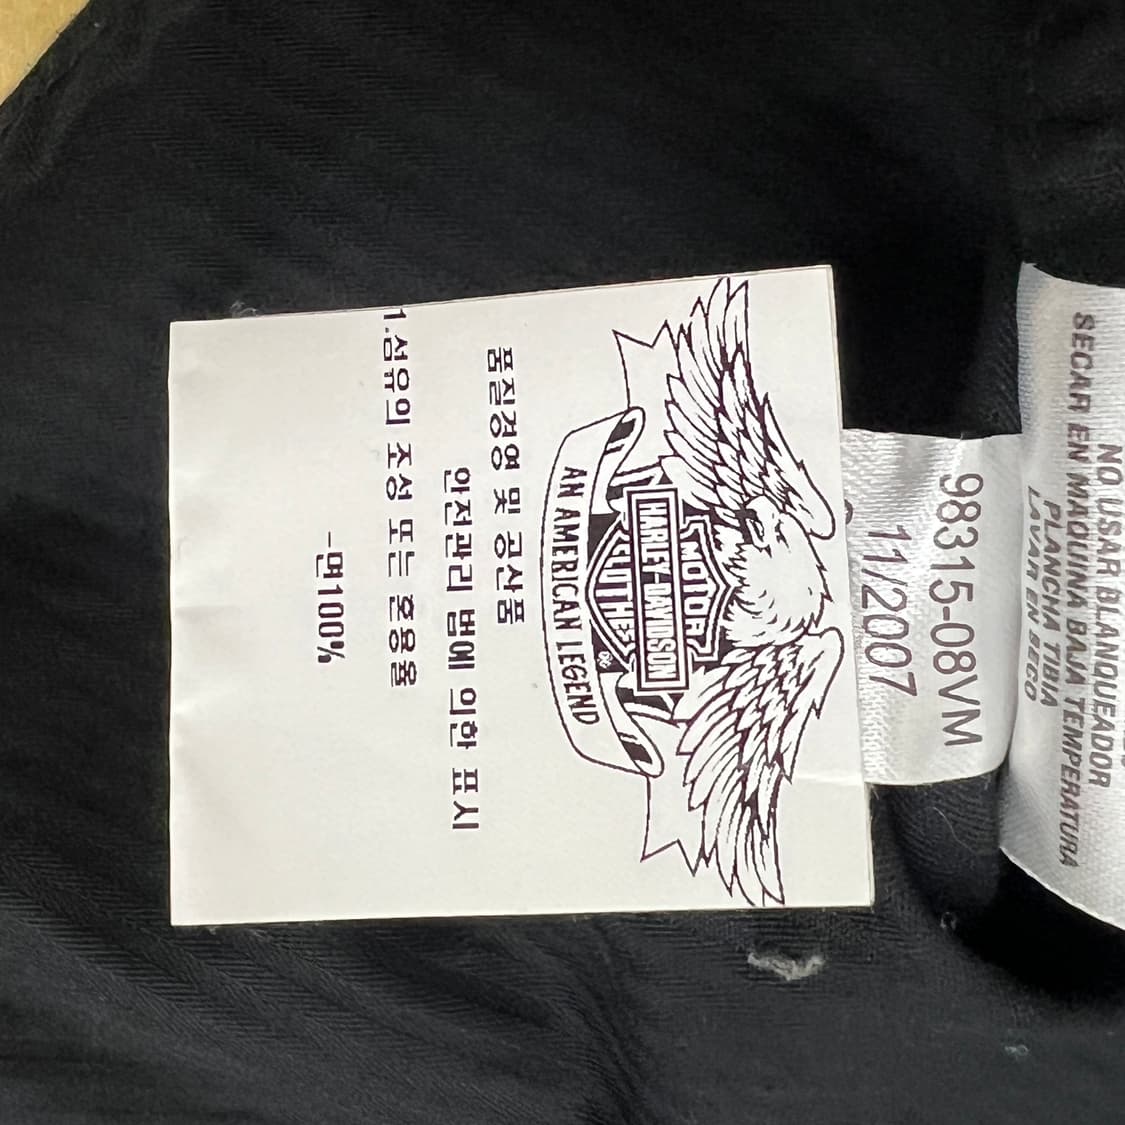 MOTOR
HARLEY-DAVIDSON
CLOTHES
AN AMERICAN LEGEND
품질경영 및 공산품
안전관리 법에 의한 표시
1.섬유의 조성 또는 혼용율
-면100%
98315-08VM
11/2007
NO USAR BLANQUEADOR
SECAR EN MAQUINA BAJA TEMPERATURA
PLANCHA TIBIA
LAVAR EN SECO